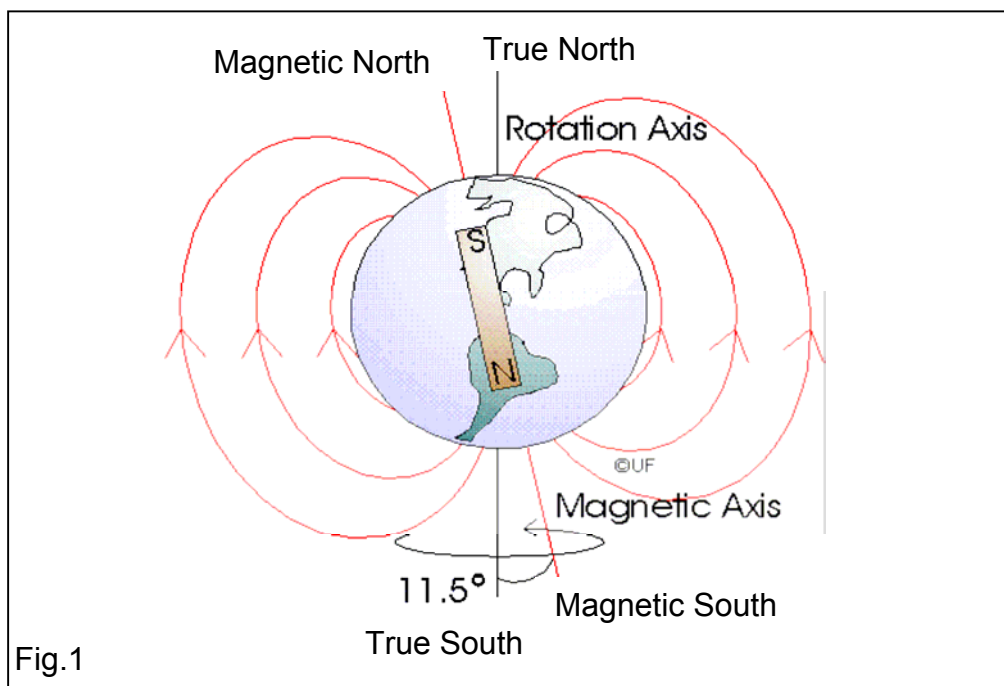 True North
Magnetic North
Rotation Axis
S
N
©UF
Magnetic Axis
11.5°
Magnetic South
True South
Fig.1